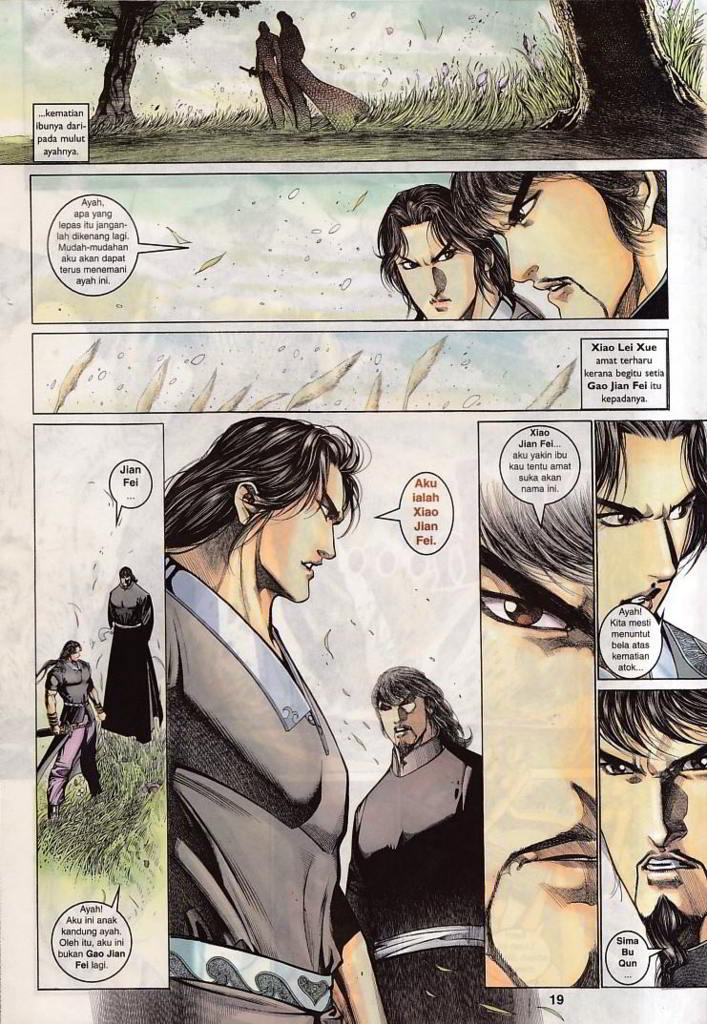 ...kematian
ibunya dari-
pada mulut
ayahnya.
Ayah,
apa yang
lepas itu jangan-
lah dikenang lagi.
Mudah-mudahan
aku akan dapat
terus menemani
ayah ini.
Xiao Lei Xue
amat terharu
kerana begitu setia
Gao Jian Fei itu
kepadanya.
Jian
Fei
...
Ayah!
Aku ini anak
kandung ayah.
Oleh itu, aku ini
bukan Gao Jian
Fei lagi.
Aku
ialah
Xiao
Jian
Fei.
Xiao
Jian Fei...
aku yakin ibu
kau tentu amat
suka akan
nama ini.
Ayah!
Kita mesti
menuntut
bela atas
kematian
atok...
Sima
Bu
Qun
...
19